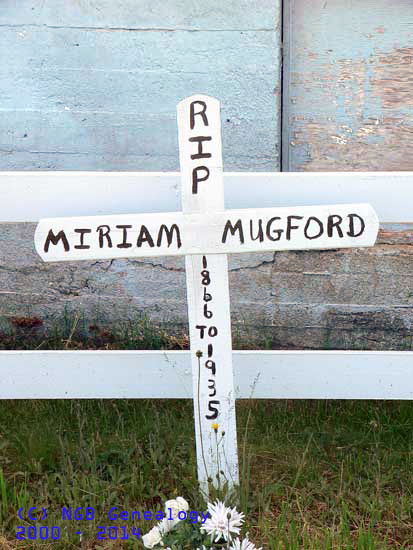 RIP
MIRIAM MUGFORD
1866 TO 1935
(C) NGB Genealogy
2000 - 2014